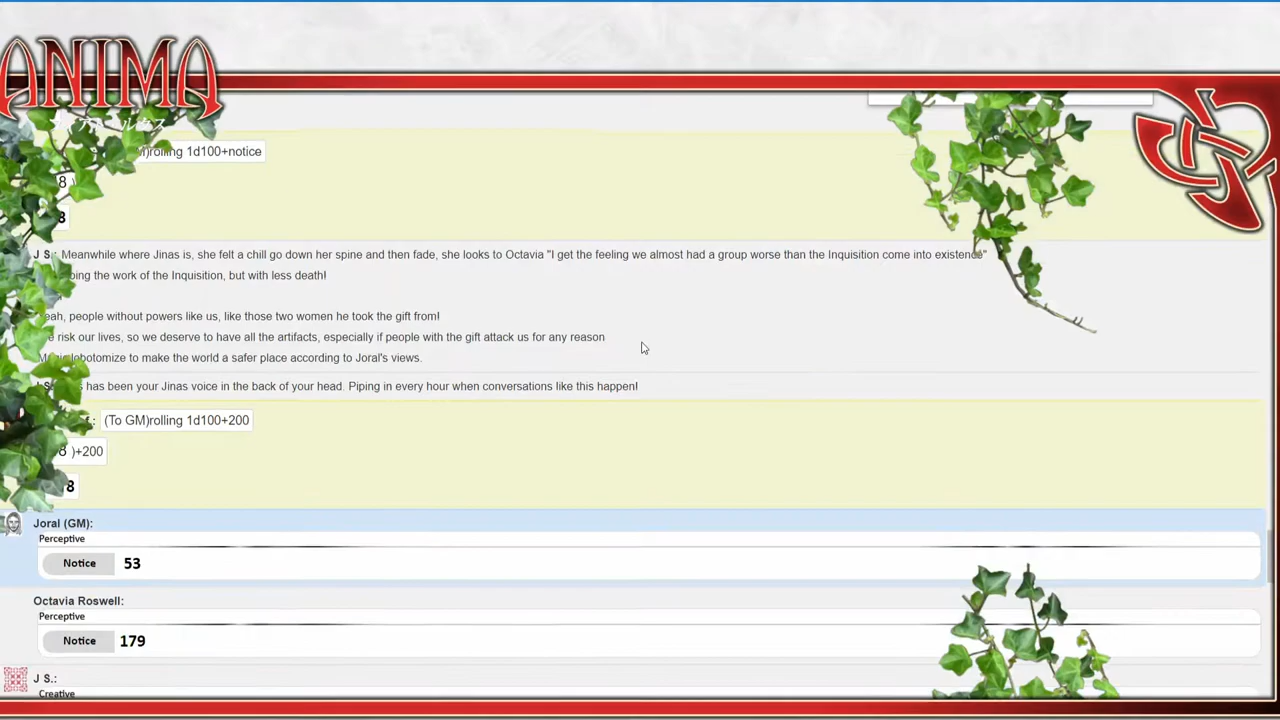 ANIMA
rolling 1d100+notice
8 )
8
J S.: Meanwhile where Jinas is, she felt a chill go down her spine and then fade, she looks to Octavia "I get the feeling we almost had a group worse than the Inquisition come into existence"
the work of the Inquisition, but with less death!
people without powers like us, like those two women he took the gift from!
risk our lives, so we deserve to have all the artifacts, especially if people with the gift attack us for any reason
lobotomize to make the world a safer place according to Joral's views.
has been your Jinas voice in the back of your head. Piping in every hour when conversations like this happen!
(To GM)rolling 1d100+200
8 )+200
8
Joral (GM):
Perceptive
Notice 53
Octavia Roswell:
Perceptive
Notice 179
J S.:
Creative